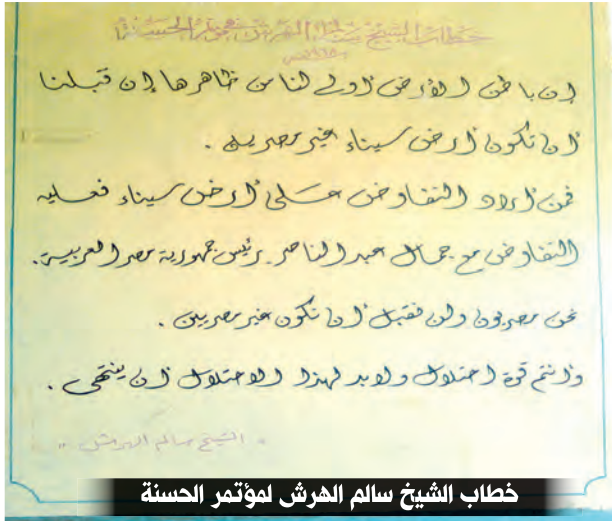 خطاب الشيخ سالم الهرش بمؤتمر الحسنة
إن باطن الأرض أولى لنا من ظاهرها إن قبلنا
أن تكون أرض سيناء غير مصرية .
فمن أراد التفاوض على أرض سيناء فعليه
التفاوض مع جمال عبد الناصر رئيس جمهورية مصر العربية .
نحن مصريون ولن نقبل أن نكون غير مصريين .
وأنتم قوة احتلال ولابد لهذا الاحتلال أن ينتهى .
" الشيخ سالم الهرش "
خطاب الشيخ سالم الهرش لمؤتمر الحسنة